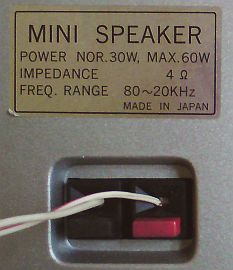 MINI SPEAKER
POWER NOR.30W, MAX.60W
IMPEDANCE 4 Ω
FREQ. RANGE 80~20KHz
MADE IN JAPAN